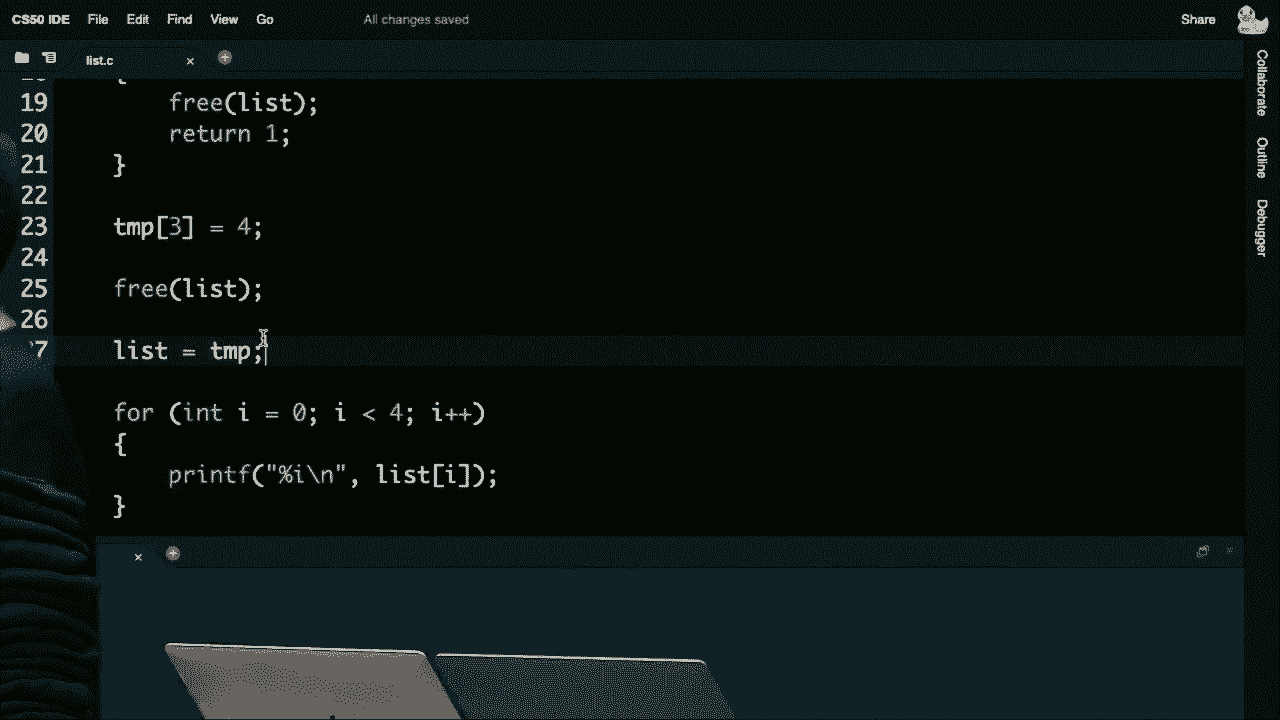 CS50 IDE File Edit Find View Go All changes saved Share
list.c
19 free(list);
20 return 1;
21 }
22
23 tmp[3] = 4;
24
25 free(list);
26
7 list = tmp;
for (int i = 0; i < 4; i++)
{
printf("%i\n", list[i]);
}
Collaborate
Outline
Debugger